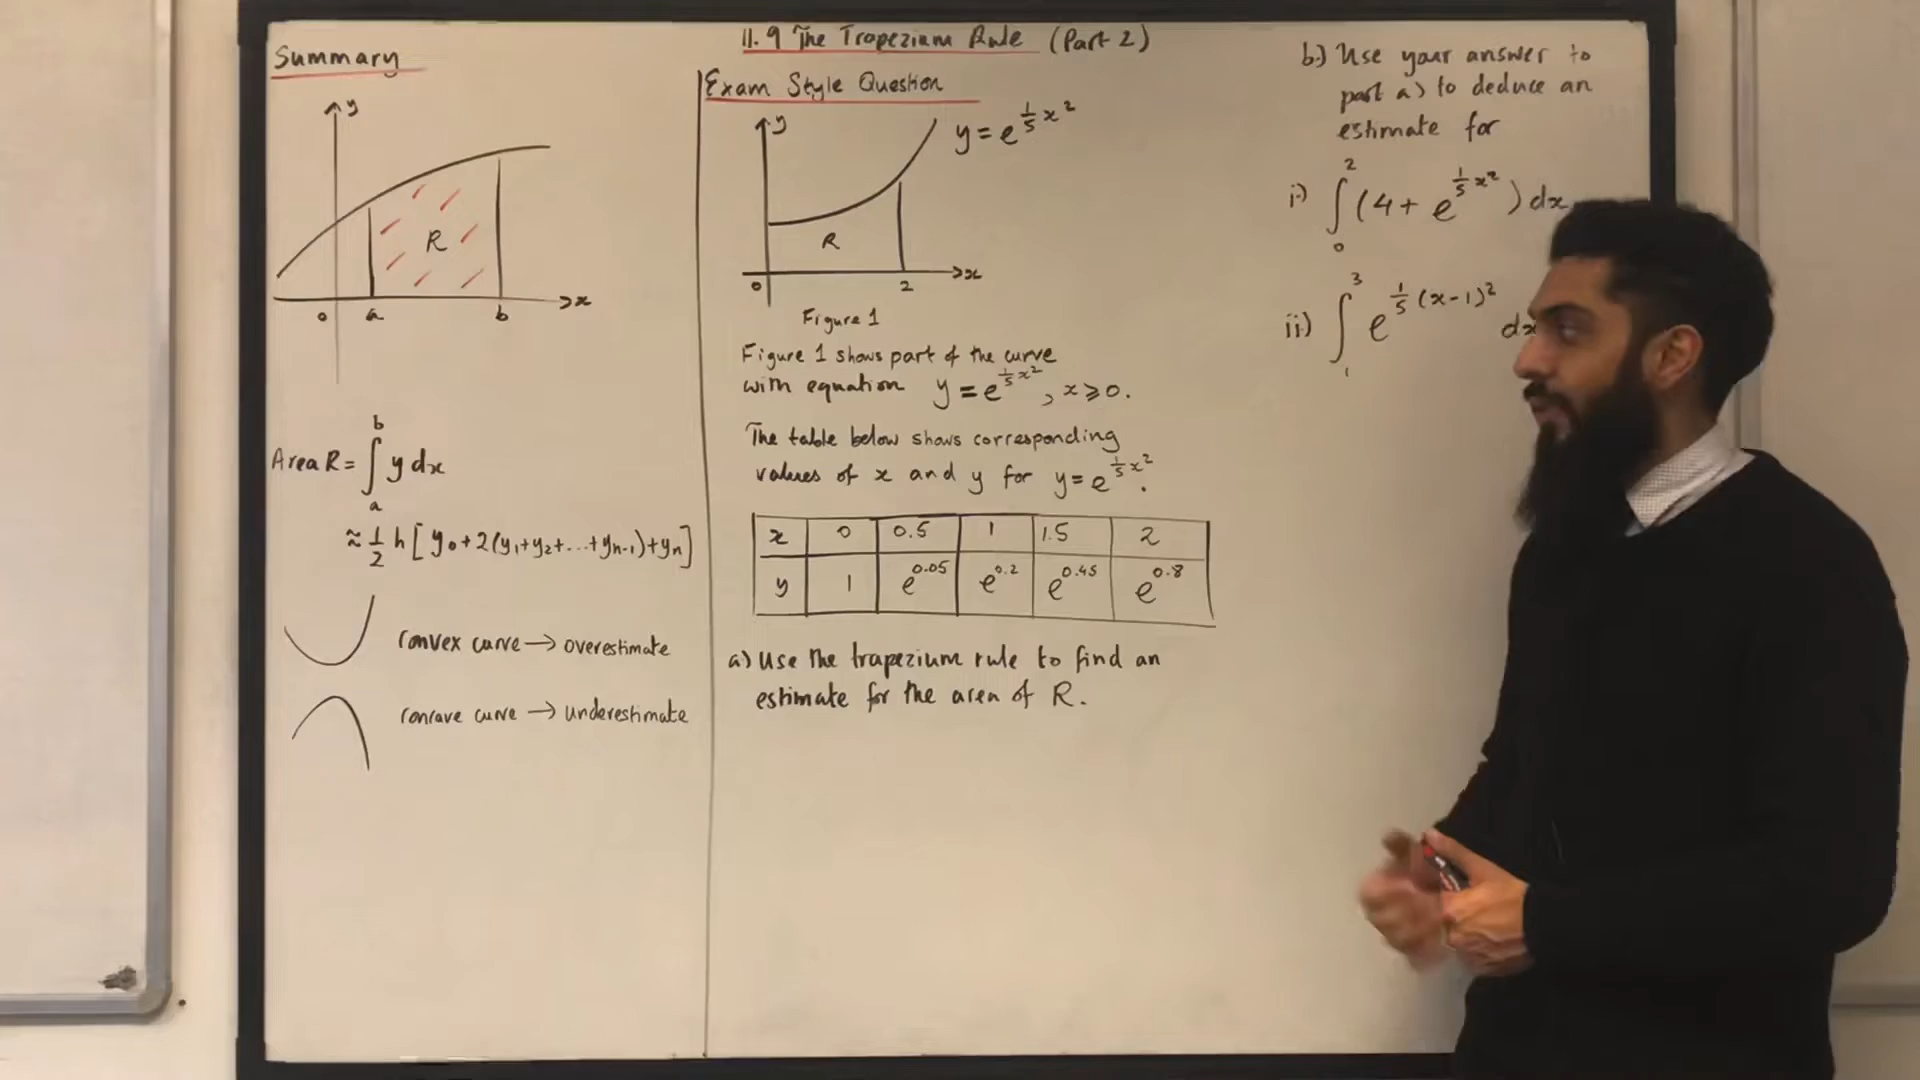 Summary
y
R
0 a b x
Area R = ∫_a^b y dx
≈ 1/2 h [ y₀ + 2(y₁+y₂+...+yₙ₋₁) + yₙ ]
convex curve → overestimate
concave curve → underestimate
11.9 The Trapezium Rule (Part 2)
Exam Style Question
y
y = e^(1/5 x²)
R
0 2 x
Figure 1
Figure 1 shows part of the curve
with equation y = e^(1/5 x²), x ⩾ 0.
The table below shows corresponding
values of x and y for y = e^(1/5 x²).
x 0 0.5 1 1.5 2
y 1 e^0.05 e^0.2 e^0.45 e^0.8
a) Use the trapezium rule to find an
estimate for the area of R.
b.) Use your answer to
part a) to deduce an
estimate for
i) ∫_0^2 (4 + e^(1/5 x²)) dx
ii) ∫_1^3 e^(1/5 (x-1)²) dx